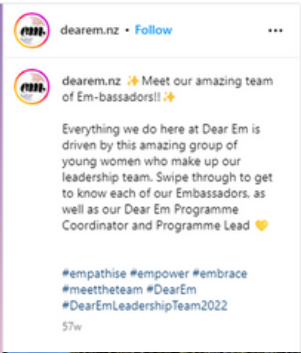 em.
dearem.nz • Follow
...
em.
dearem.nz ✨Meet our amazing team
of Em-bassadors!!✨
Everything we do here at Dear Em is
driven by this amazing group of
young women who make up our
leadership team. Swipe through to get
to know each of our Embassadors, as
well as our Dear Em Programme
Coordinator and Programme Lead 💛
#empathise #empower #embrace
#meettheteam #DearEm
#DearEmLeadershipTeam2022
57w